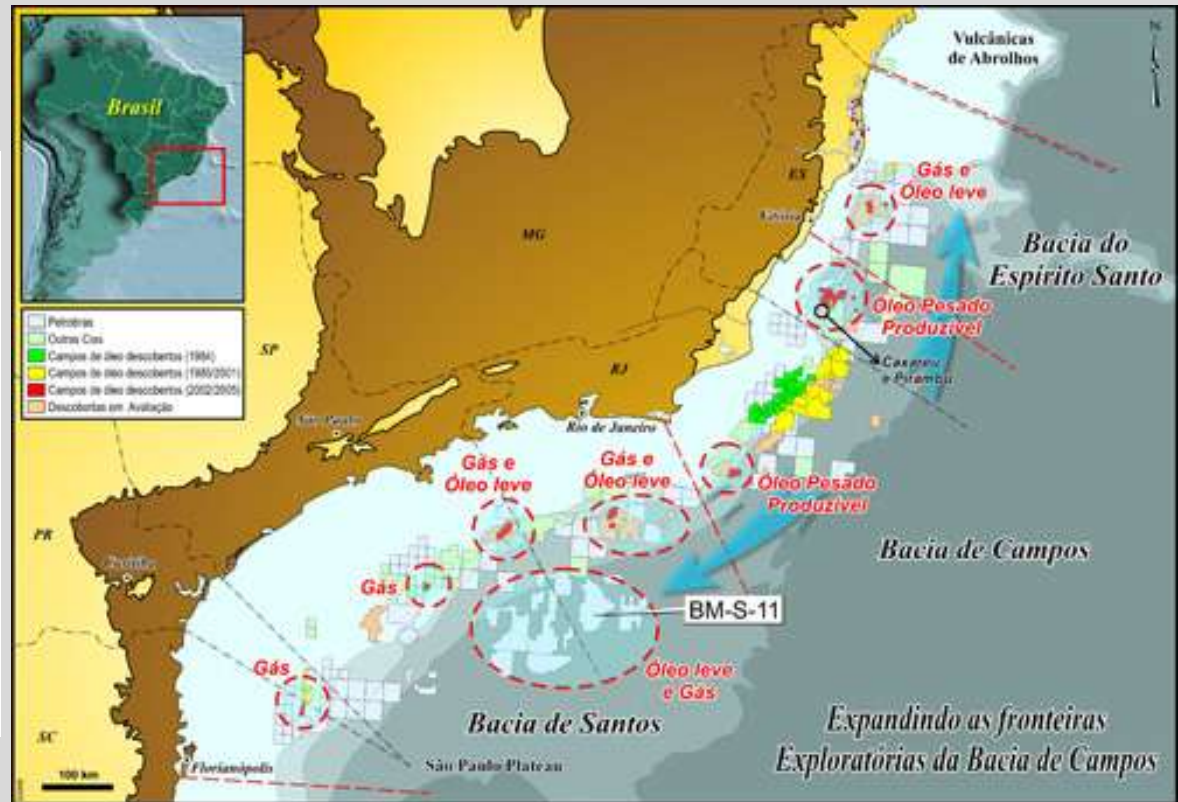 Brasil
Petrobras
Outras Cias
Campos de óleo descobertos (1984)
Campos de óleo descobertos (1985/2001)
Campos de óleo descobertos (2002/2005)
Descobertas em Avaliação
N
Vulcânicas
de Abrolhos
ES
Gás e
Óleo leve
Vitória
Bacia do
Espírito Santo
MG
Óleo Pesado
Produzível
Caxareu
e Pirambu
SP
RJ
São Paulo
Rio de Janeiro
Gás e
Óleo leve
Gás e
Óleo leve
Óleo Pesado
Produzível
PR
Bacia de Campos
Curitiba
Gás
BM-S-11
Gás
Óleo leve
e Gás
Bacia de Santos
Expandindo as fronteiras
Exploratórias da Bacia de Campos
SC
São Paulo Plateau
Florianópolis
100 km